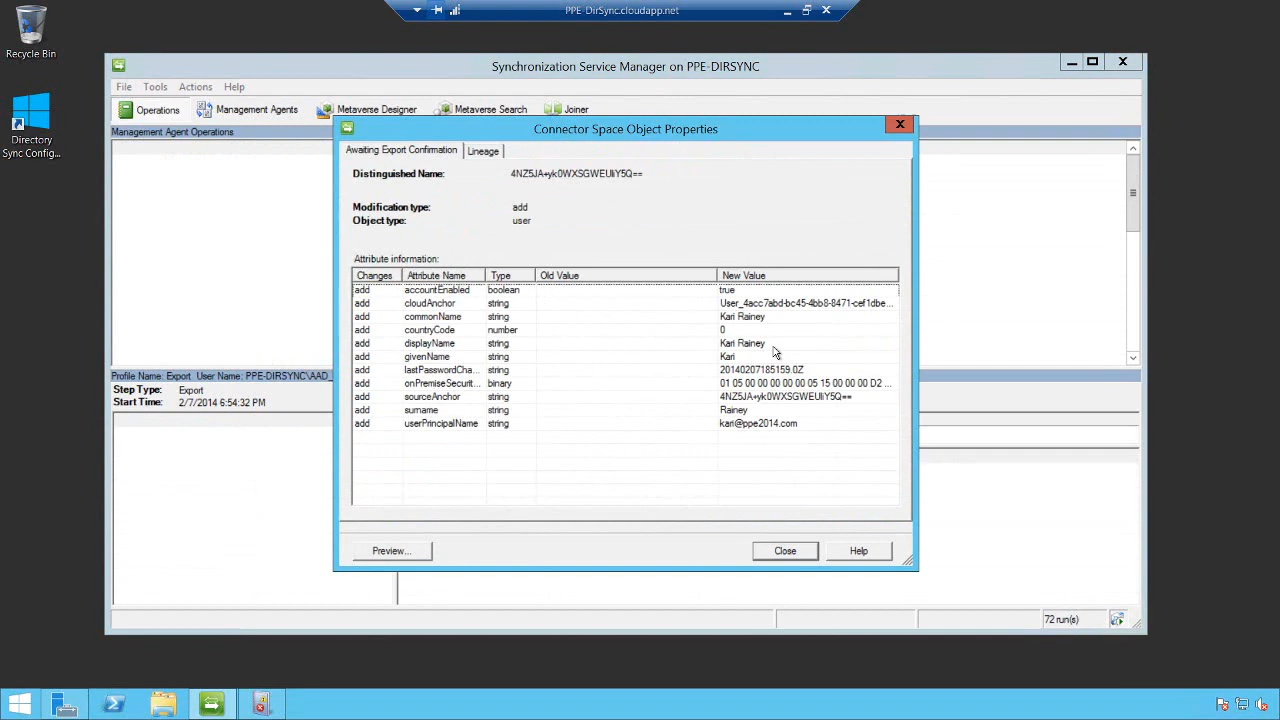 PPE-DirSync.cloudapp.net
Recycle Bin
Directory
Sync Config...
Synchronization Service Manager on PPE-DIRSYNC
File Tools Actions Help
Operations Management Agents Metaverse Designer Metaverse Search Joiner
Management Agent Operations
Connector Space Object Properties
Awaiting Export Confirmation Lineage
Distinguished Name: 4NZ5JA+yk0WXSGWEUliY5Q==
Modification type: add
Object type: user
Attribute information:
Changes Attribute Name Type Old Value New Value
add accountEnabled boolean true
add cloudAnchor string User_4acc7abd-bc45-4bb8-8471-cef1dbe...
add commonName string Kari Rainey
add countryCode number 0
add displayName string Kari Rainey
add givenName string Kari
add lastPasswordCha... string 20140207185159.0Z
add onPremiseSecurit... binary 01 05 00 00 00 00 00 05 15 00 00 00 D2 ...
add sourceAnchor string 4NZ5JA+yk0WXSGWEUliY5Q==
add surname string Rainey
add userPrincipalName string kari@ppe2014.com
Profile Name: Export User Name: PPE-DIRSYNC\AAD_
Step Type: Export
Start Time: 2/7/2014 6:54:32 PM
Preview... Close Help
72 run(s)